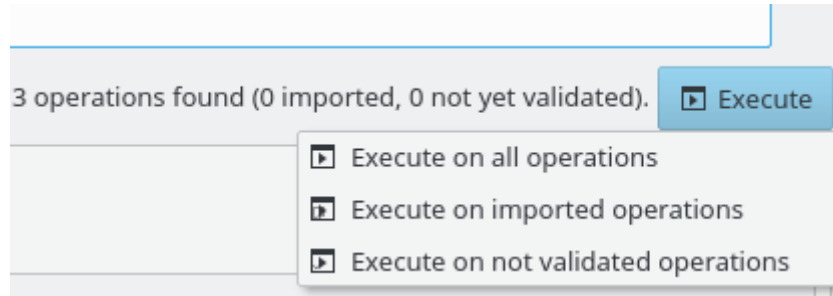 3 operations found (0 imported, 0 not yet validated). Execute
Execute on all operations
Execute on imported operations
Execute on not validated operations